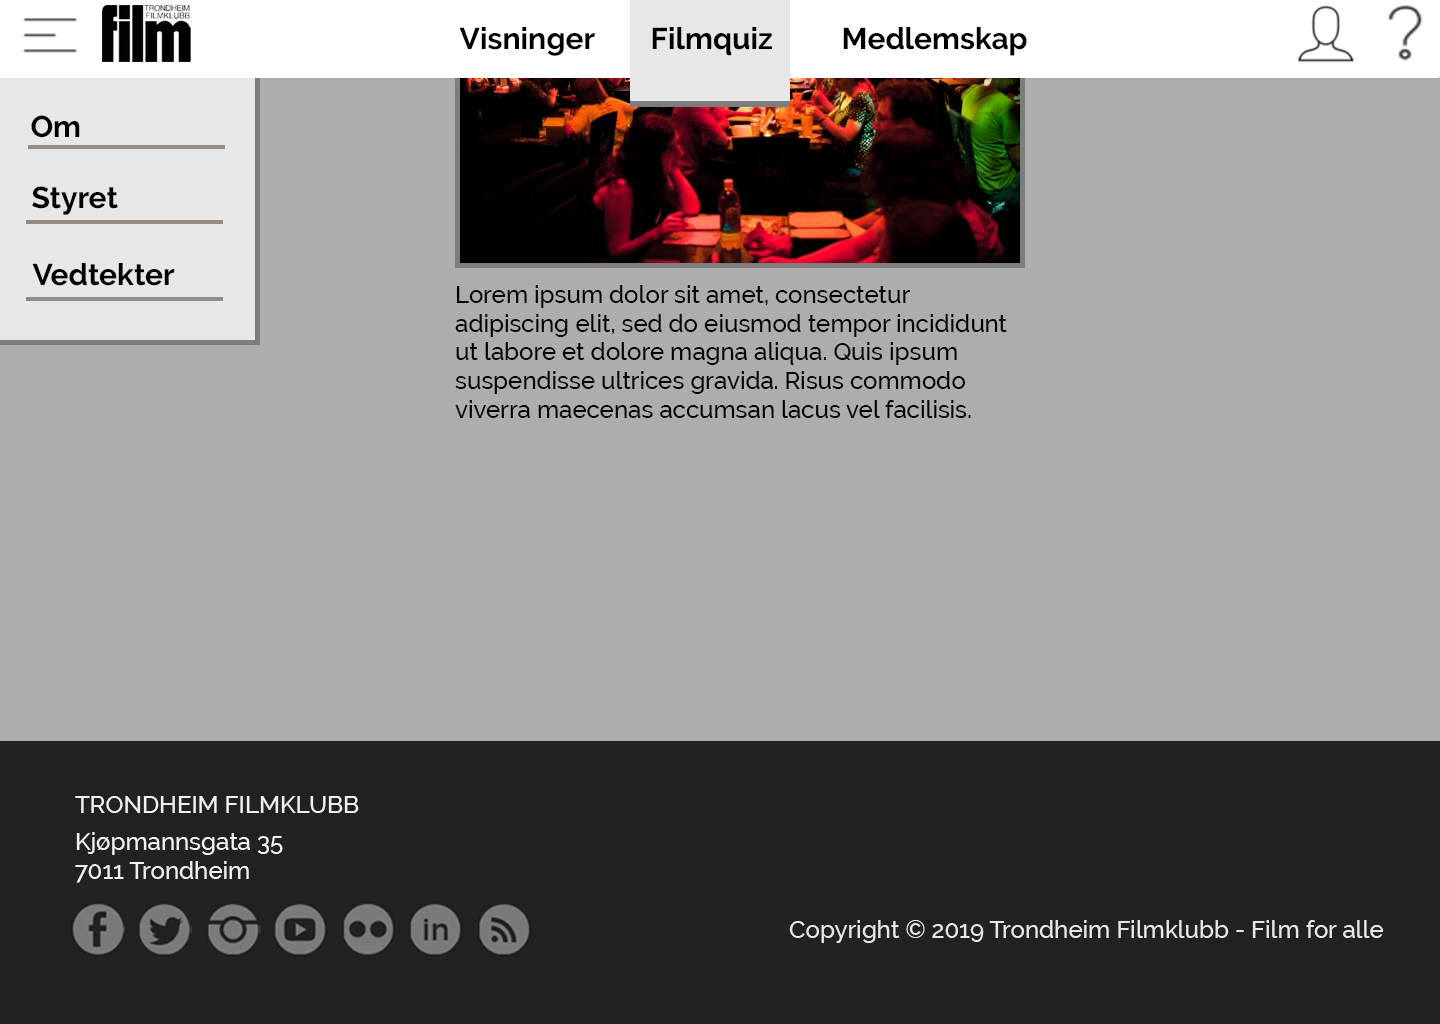 TRONDHEIM
FILMKLUBB
film
Visninger
Filmquiz
Medlemskap
Om
Styret
Vedtekter
Lorem ipsum dolor sit amet, consectetur
adipiscing elit, sed do eiusmod tempor incididunt
ut labore et dolore magna aliqua. Quis ipsum
suspendisse ultrices gravida. Risus commodo
viverra maecenas accumsan lacus vel facilisis.
TRONDHEIM FILMKLUBB
Kjøpmannsgata 35
7011 Trondheim
in
Copyright © 2019 Trondheim Filmklubb - Film for alle